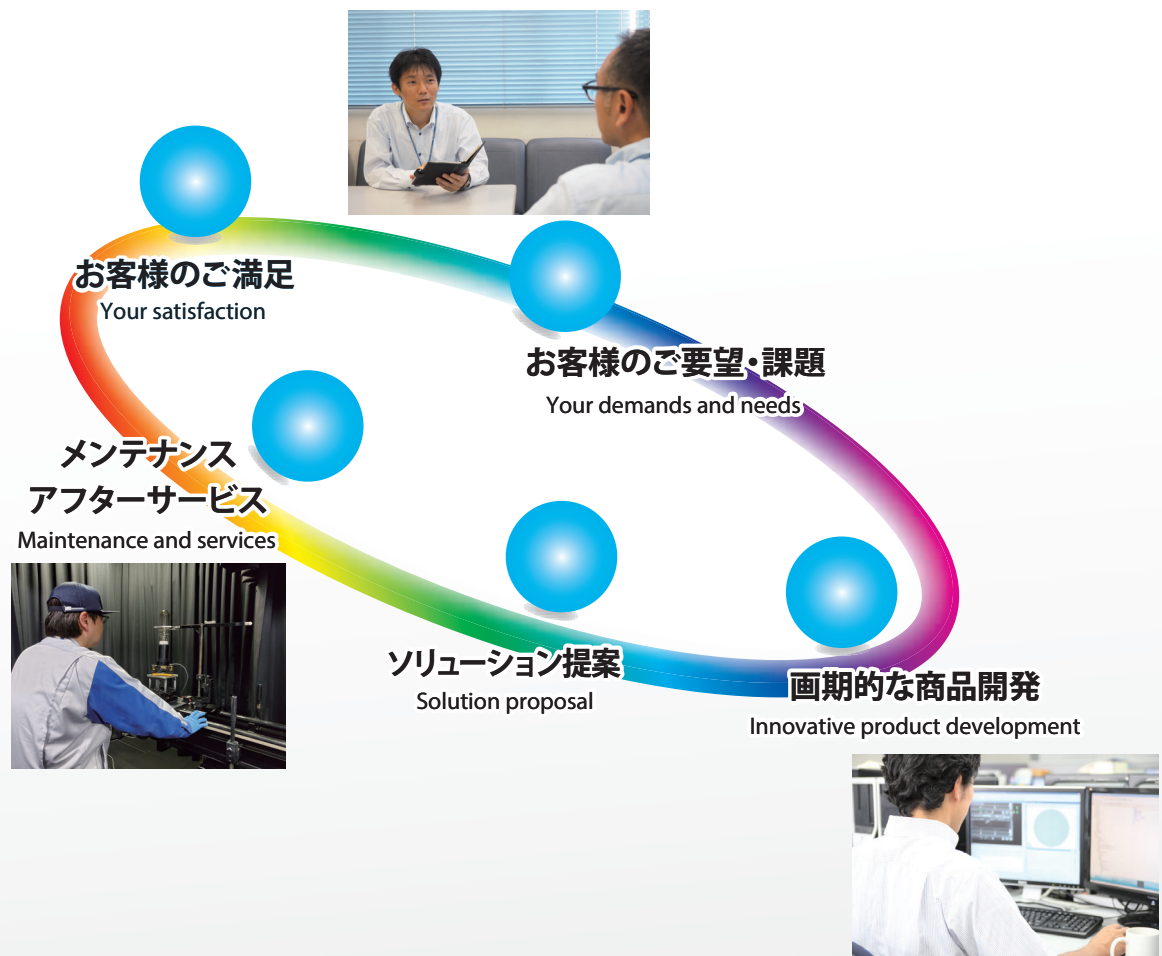 お客様のご満足
Your satisfaction
お客様のご要望・課題
Your demands and needs
メンテナンス
アフターサービス
Maintenance and services
ソリューション提案
Solution proposal
画期的な商品開発
Innovative product development